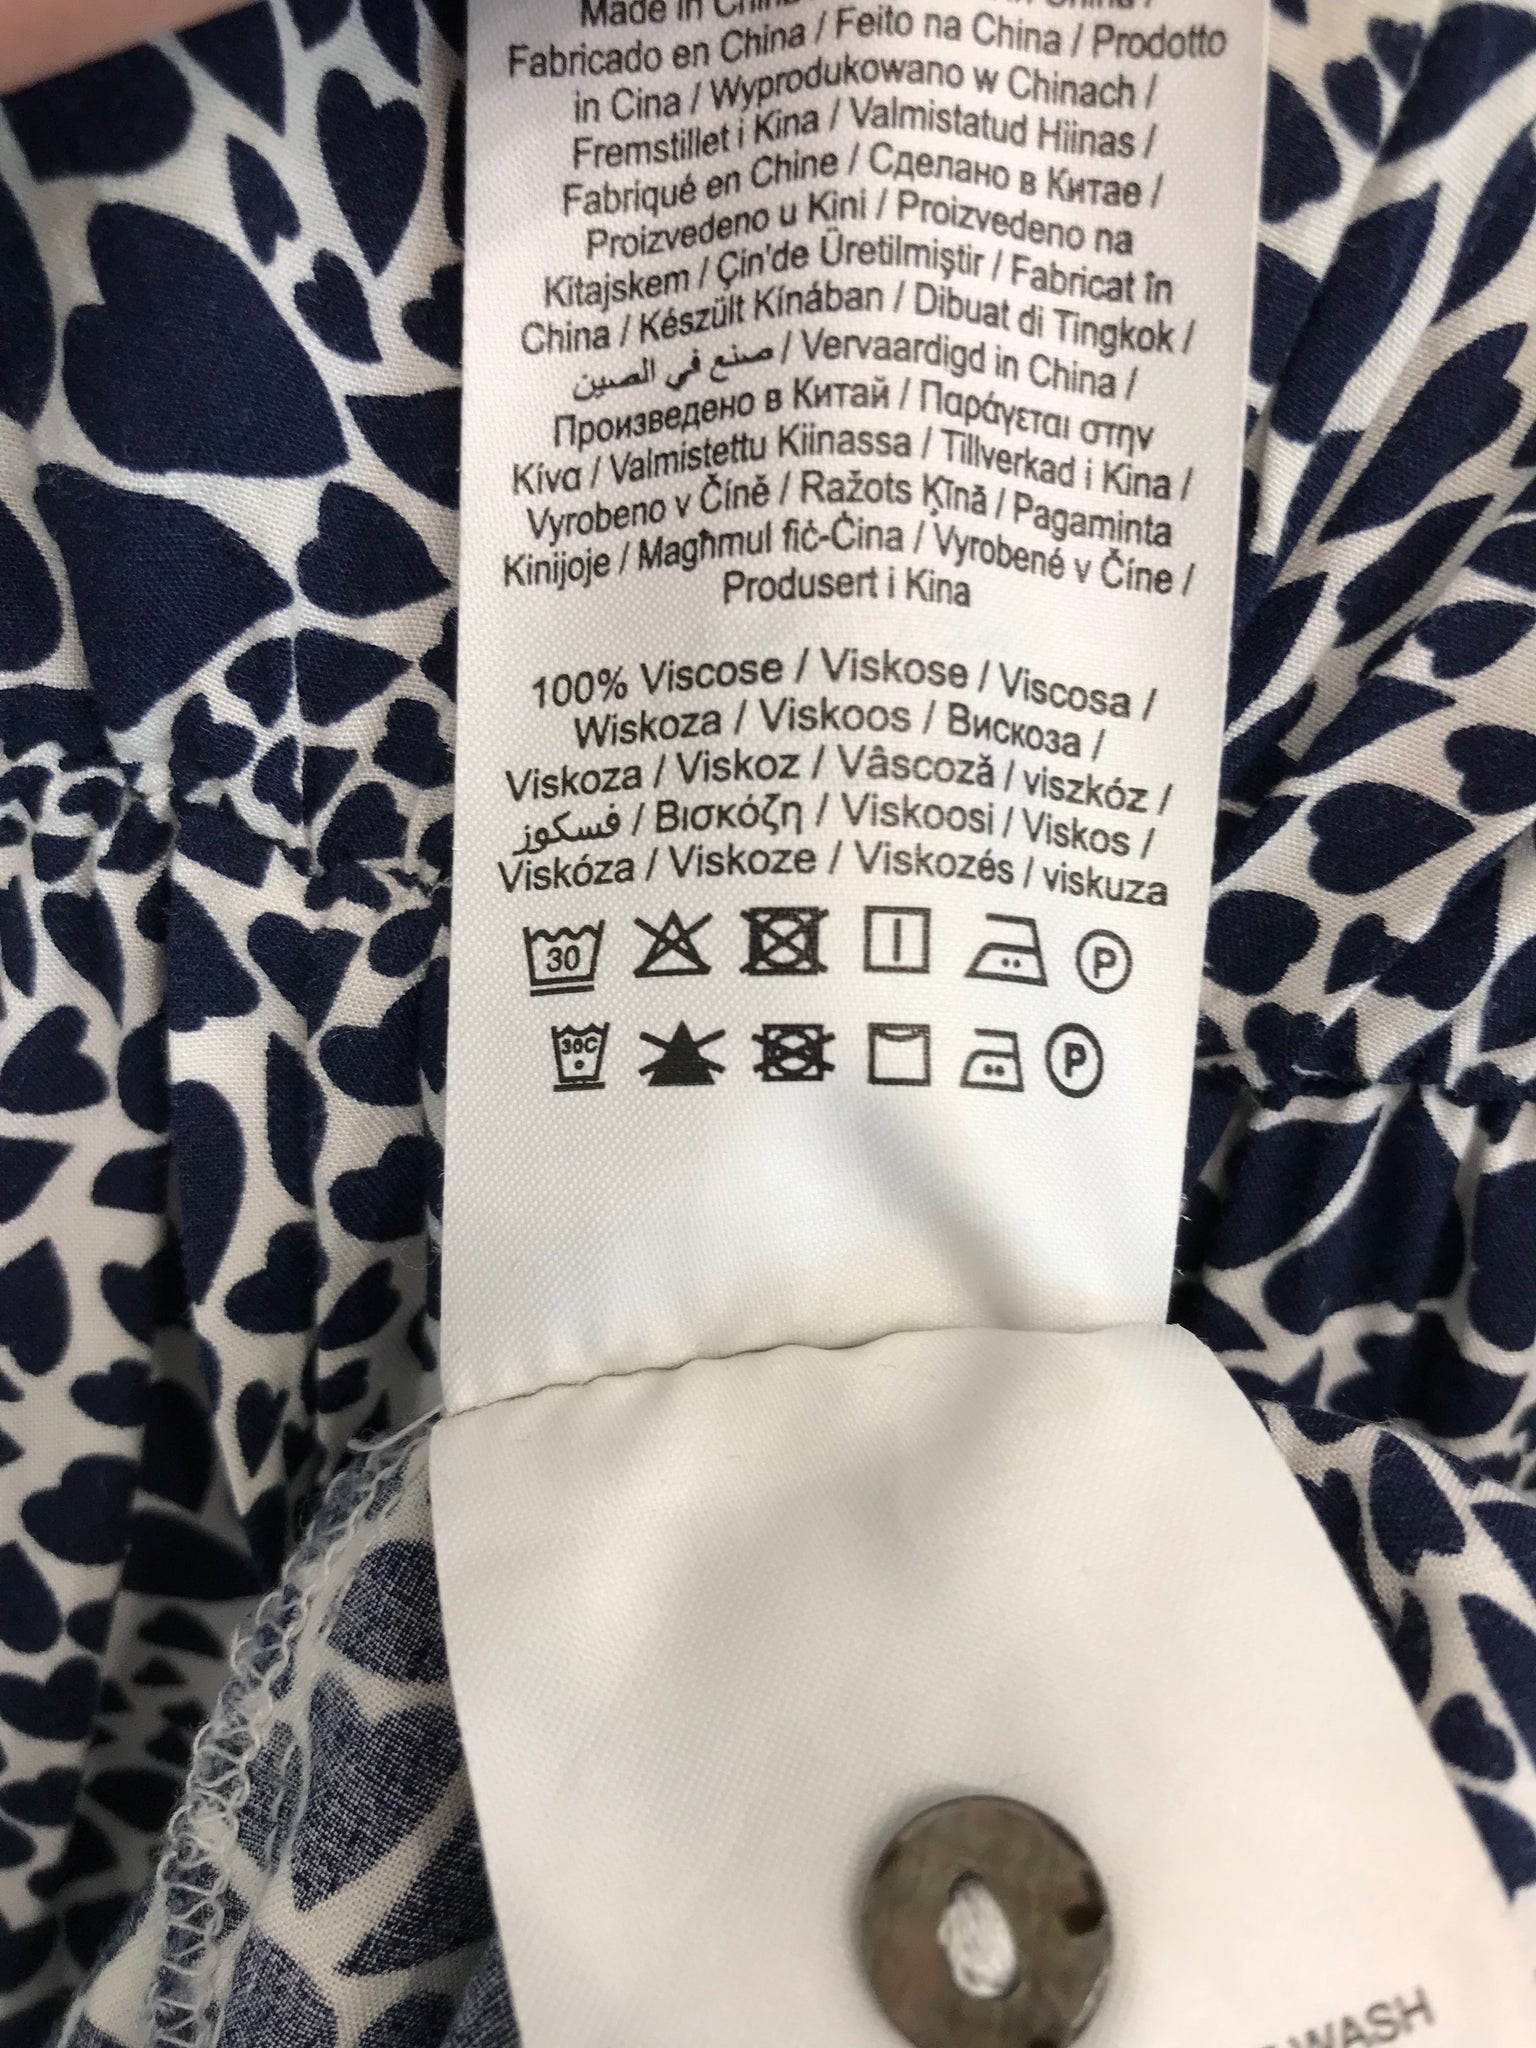 Made in China /
Fabricado en China / Feito na China / Prodotto
in Cina / Wyprodukowano w Chinach /
Fremstillet i Kina / Valmistatud Hiinas /
Fabriqué en Chine / Сделано в Китае /
Proizvedeno u Kini / Proizvedeno na
Kitajskem / Çin'de Üretilmiştir / Fabricat în
China / Készült Kínában / Dibuat di Tingkok /
صنع في الصين / Vervaardigd in China /
Произведено в Китай / Παράγεται στην
Κίνα / Valmistettu Kiinassa / Tillverkad i Kina /
Vyrobeno v Číně / Ražots Ķīnā / Pagaminta
Kinijoje / Magħmul fiċ-Ċina / Vyrobené v Číne /
Produsert i Kina
100% Viscose / Viskose / Viscosa /
Wiskoza / Viskoos / Вискоза /
Viskoza / Viskoz / Vâscoză / viszkóz /
فسكوز / Βισκόζη / Viskoosi / Viskos /
Viskóza / Viskoze / Viskozés / viskuza
30 P
30C P
WASH